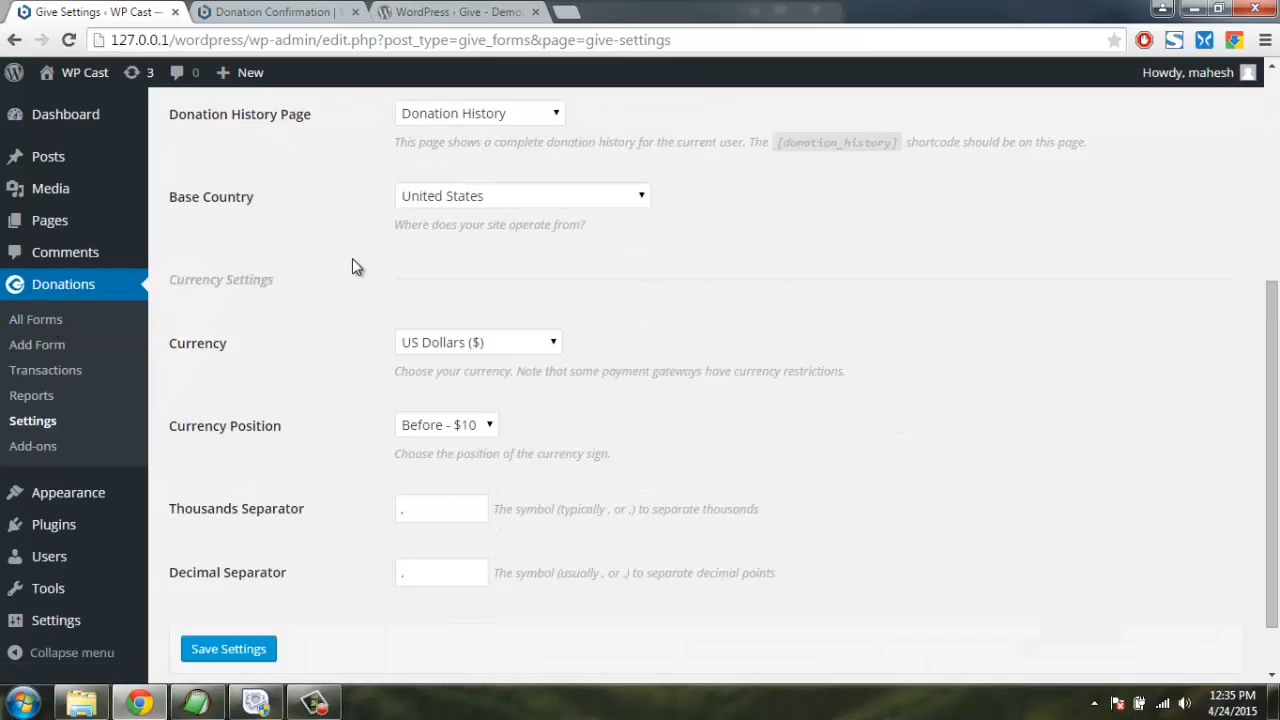 Give Settings ‹ WP Cast —
Donation Confirmation |
WordPress › Give - Demo
127.0.0.1/wordpress/wp-admin/edit.php?post_type=give_forms&page=give-settings
WP Cast 3 0 New
Howdy, mahesh
Dashboard
Posts
Media
Pages
Comments
Donations
All Forms
Add Form
Transactions
Reports
Settings
Add-ons
Appearance
Plugins
Users
Tools
Settings
Collapse menu
Donation History Page
Donation History
This page shows a complete donation history for the current user. The [donation_history] shortcode should be on this page.
Base Country
United States
Where does your site operate from?
Currency Settings
Currency
US Dollars ($)
Choose your currency. Note that some payment gateways have currency restrictions.
Currency Position
Before - $10
Choose the position of the currency sign.
Thousands Separator
,
The symbol (typically , or .) to separate thousands
Decimal Separator
.
The symbol (usually , or .) to separate decimal points
Save Settings
12:35 PM
4/24/2015